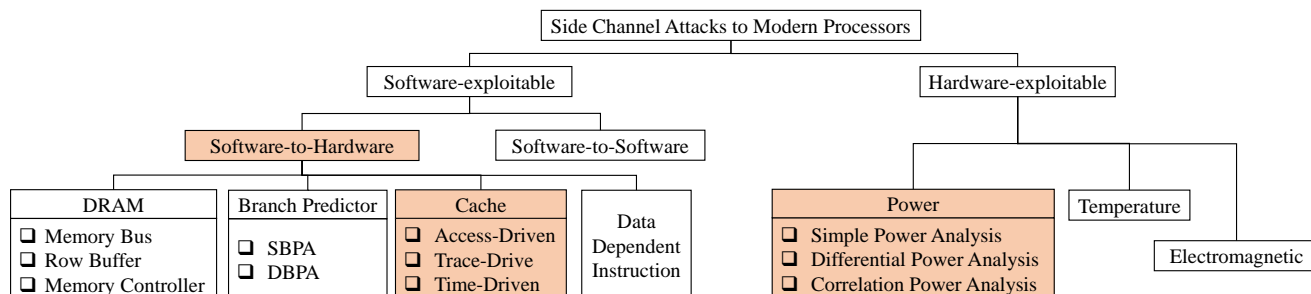 Side Channel Attacks to Modern Processors
Software-exploitable
Hardware-exploitable
Software-to-Hardware
Software-to-Software
DRAM
❑ Memory Bus
❑ Row Buffer
❑ Memory Controller
Branch Predictor
❑ SBPA
❑ DBPA
Cache
❑ Access-Driven
❑ Trace-Drive
❑ Time-Driven
Data
Dependent
Instruction
Power
❑ Simple Power Analysis
❑ Differential Power Analysis
❑ Correlation Power Analysis
Temperature
Electromagnetic